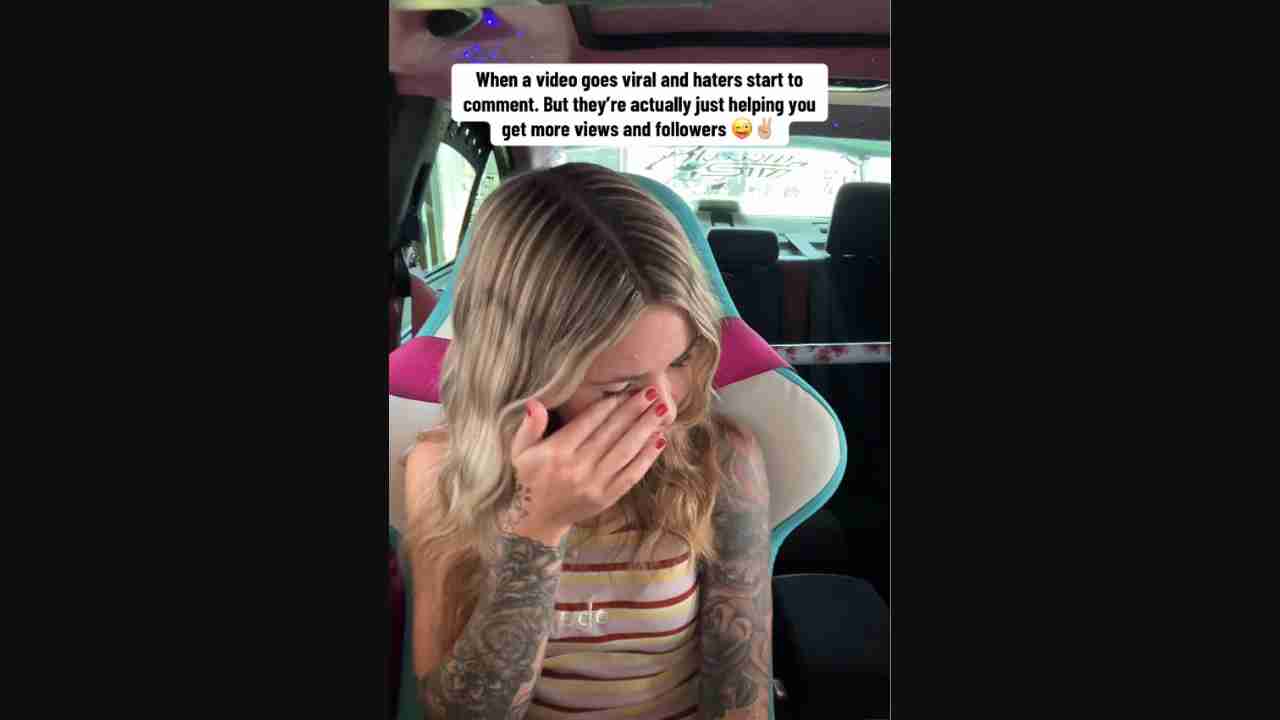 When a video goes viral and haters start to
comment. But they’re actually just helping you
get more views and followers 😜✌🏼